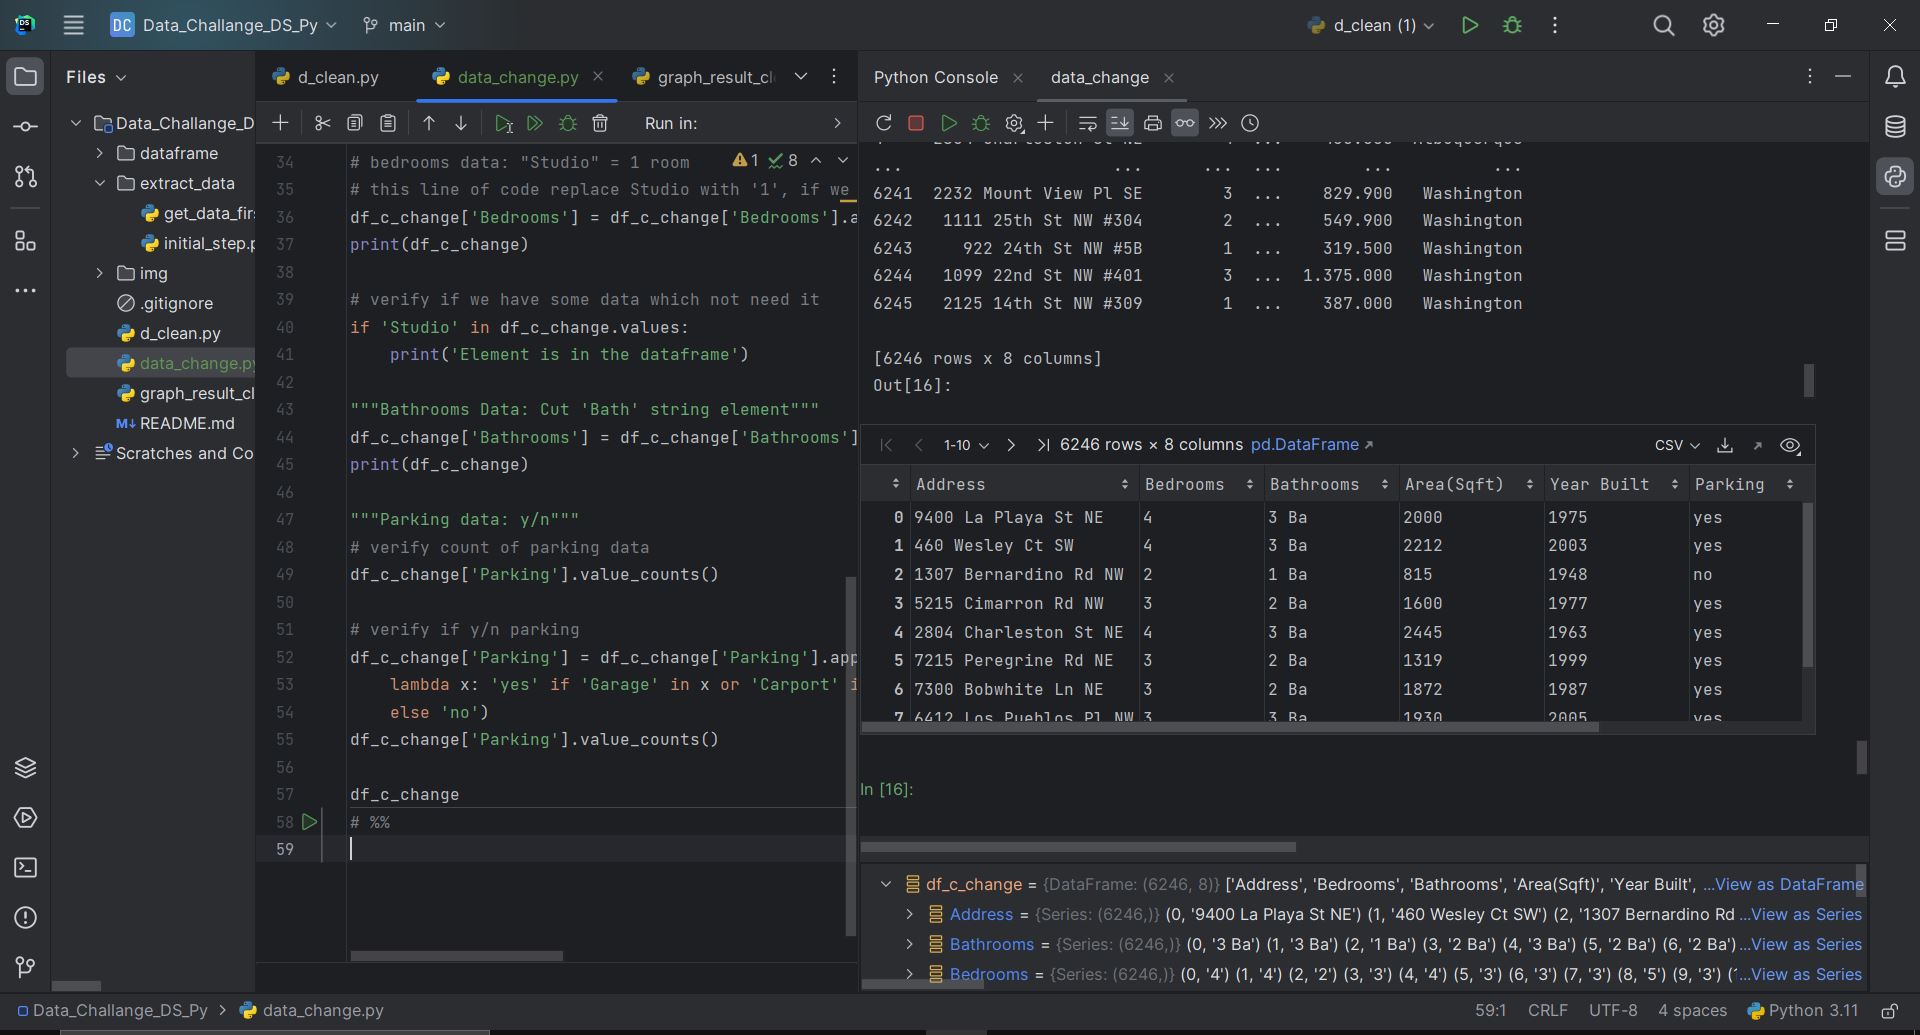 DC Data_Challange_DS_Py main d_clean (1)
Files
d_clean.py data_change.py graph_result_cl
Python Console data_change
Run in:
Data_Challange_D
dataframe
extract_data
get_data_fir
initial_step.p
img
.gitignore
d_clean.py
data_change.py
graph_result_cl
README.md
Scratches and Co
1 8
34 # bedrooms data: "Studio" = 1 room
35 # this line of code replace Studio with '1', if we
36 df_c_change['Bedrooms'] = df_c_change['Bedrooms'].a
37 print(df_c_change)
38
39 # verify if we have some data which not need it
40 if 'Studio' in df_c_change.values:
41 print('Element is in the dataframe')
42
43 """Bathrooms Data: Cut 'Bath' string element"""
44 df_c_change['Bathrooms'] = df_c_change['Bathrooms']
45 print(df_c_change)
46
47 """Parking data: y/n"""
48 # verify count of parking data
49 df_c_change['Parking'].value_counts()
50
51 # verify if y/n parking
52 df_c_change['Parking'] = df_c_change['Parking'].app
53 lambda x: 'yes' if 'Garage' in x or 'Carport' i
54 else 'no')
55 df_c_change['Parking'].value_counts()
56
57 df_c_change
58 # %%
59
... ... ... ... ... ...
6241 2232 Mount View Pl SE 3 ... 829.900 Washington
6242 1111 25th St NW #304 2 ... 549.900 Washington
6243 922 24th St NW #5B 1 ... 319.500 Washington
6244 1099 22nd St NW #401 3 ... 1.375.000 Washington
6245 2125 14th St NW #309 1 ... 387.000 Washington
[6246 rows x 8 columns]
Out[16]:
1-10 6246 rows × 8 columns pd.DataFrame CSV
Address Bedrooms Bathrooms Area(Sqft) Year Built Parking
0 9400 La Playa St NE 4 3 Ba 2000 1975 yes
1 460 Wesley Ct SW 4 3 Ba 2212 2003 yes
2 1307 Bernardino Rd NW 2 1 Ba 815 1948 no
3 5215 Cimarron Rd NW 3 2 Ba 1600 1977 yes
4 2804 Charleston St NE 4 3 Ba 2445 1963 yes
5 7215 Peregrine Rd NE 3 2 Ba 1319 1999 yes
6 7300 Bobwhite Ln NE 3 2 Ba 1872 1987 yes
7 6412 Los Pueblos Pl NW 3 3 Ba 1930 2005 yes
In [16]:
df_c_change = {DataFrame: (6246, 8)} ['Address', 'Bedrooms', 'Bathrooms', 'Area(Sqft)', 'Year Built', ...View as DataFrame
Address = {Series: (6246,)} (0, '9400 La Playa St NE') (1, '460 Wesley Ct SW') (2, '1307 Bernardino Rd ...View as Series
Bathrooms = {Series: (6246,)} (0, '3 Ba') (1, '3 Ba') (2, '1 Ba') (3, '2 Ba') (4, '3 Ba') (5, '2 Ba') (6, '2 Ba') ...View as Series
Bedrooms = {Series: (6246,)} (0, '4') (1, '4') (2, '2') (3, '3') (4, '4') (5, '3') (6, '3') (7, '3') (8, '5') (9, '3') ('...View as Series
Data_Challange_DS_Py > data_change.py
59:1 CRLF UTF-8 4 spaces Python 3.11